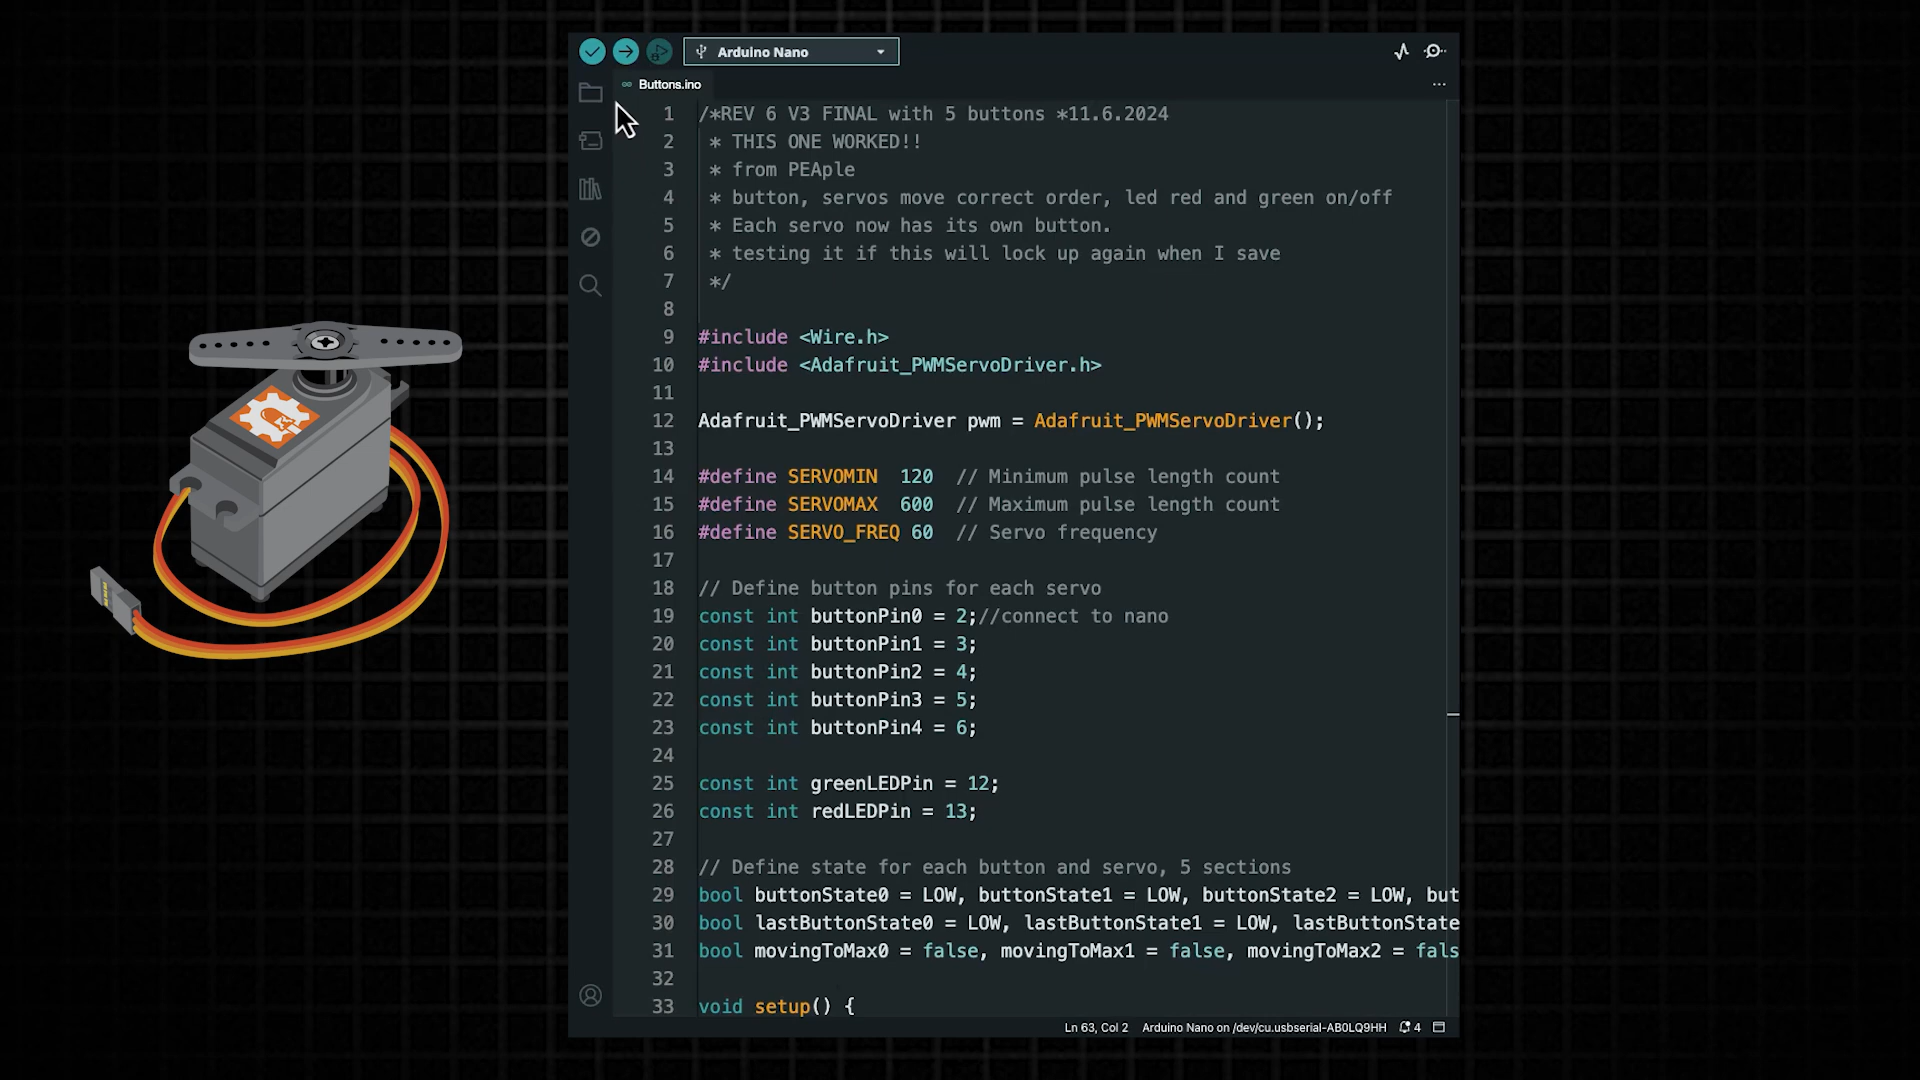 Arduino Nano
Buttons.ino
1 /*REV 6 V3 FINAL with 5 buttons *11.6.2024
2 * THIS ONE WORKED!!
3 * from PEAple
4 * button, servos move correct order, led red and green on/off
5 * Each servo now has its own button.
6 * testing it if this will lock up again when I save
7 */
8
9 #include <Wire.h>
10 #include <Adafruit_PWMServoDriver.h>
11
12 Adafruit_PWMServoDriver pwm = Adafruit_PWMServoDriver();
13
14 #define SERVOMIN 120 // Minimum pulse length count
15 #define SERVOMAX 600 // Maximum pulse length count
16 #define SERVO_FREQ 60 // Servo frequency
17
18 // Define button pins for each servo
19 const int buttonPin0 = 2;//connect to nano
20 const int buttonPin1 = 3;
21 const int buttonPin2 = 4;
22 const int buttonPin3 = 5;
23 const int buttonPin4 = 6;
24
25 const int greenLEDPin = 12;
26 const int redLEDPin = 13;
27
28 // Define state for each button and servo, 5 sections
29 bool buttonState0 = LOW, buttonState1 = LOW, buttonState2 = LOW, but
30 bool lastButtonState0 = LOW, lastButtonState1 = LOW, lastButtonState
31 bool movingToMax0 = false, movingToMax1 = false, movingToMax2 = fals
32
33 void setup() {
Ln 63, Col 2 Arduino Nano on /dev/cu.usbserial-AB0LQ9HH 4